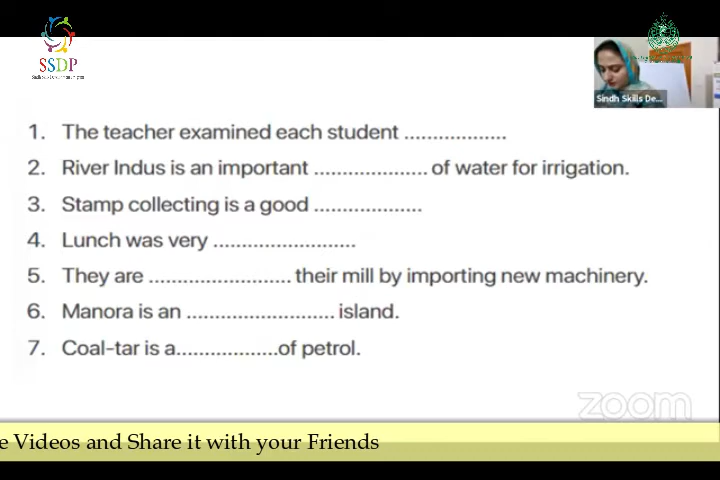 SSDP
Sindh Skills De...
1. The teacher examined each student ..................
2. River Indus is an important .................... of water for irrigation.
3. Stamp collecting is a good ...................
4. Lunch was very .........................
5. They are ......................... their mill by importing new machinery.
6. Manora is an .......................... island.
7. Coal-tar is a..................of petrol.
zoom
e Videos and Share it with your Friends